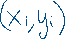 (xᵢ, yᵢ)